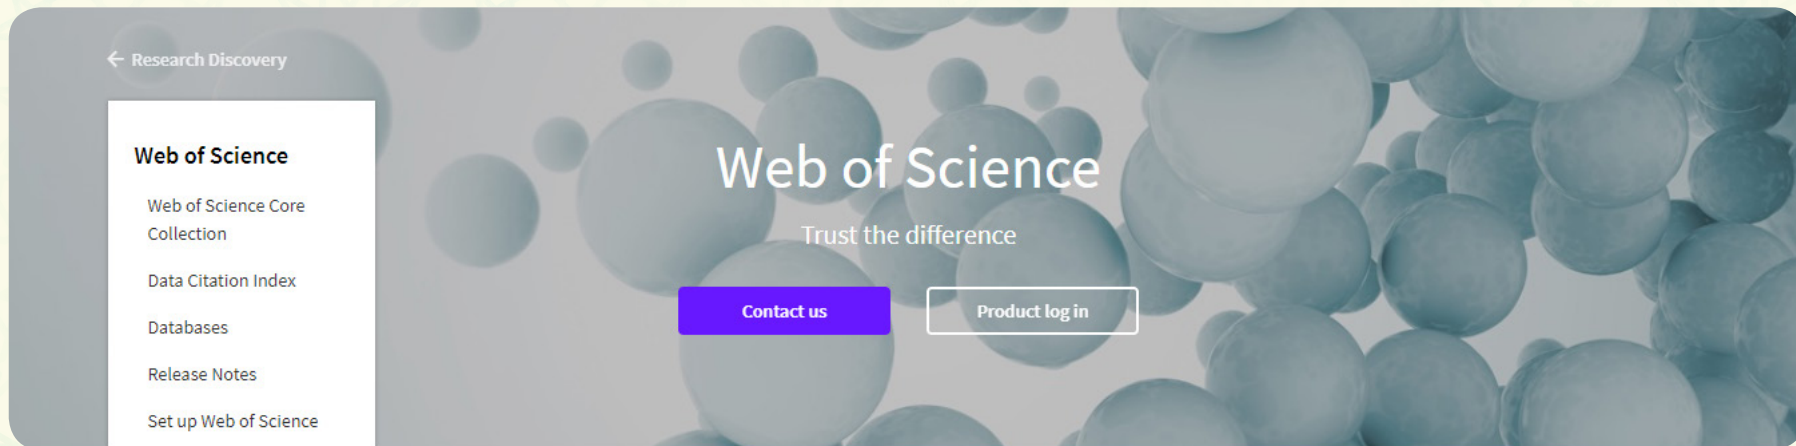 ← Research Discovery
Web of Science
Web of Science Core
Collection
Data Citation Index
Databases
Release Notes
Set up Web of Science
Web of Science
Trust the difference
Contact us
Product log in